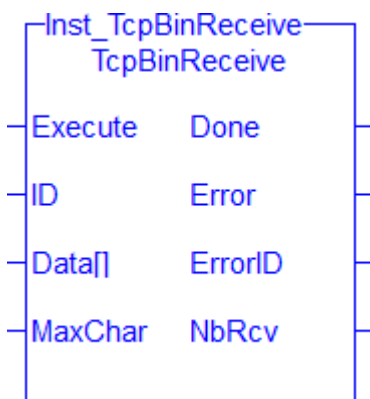 Inst_TcpBinReceive
TcpBinReceive
Execute Done
ID Error
Data[] ErrorID
MaxChar NbRcv